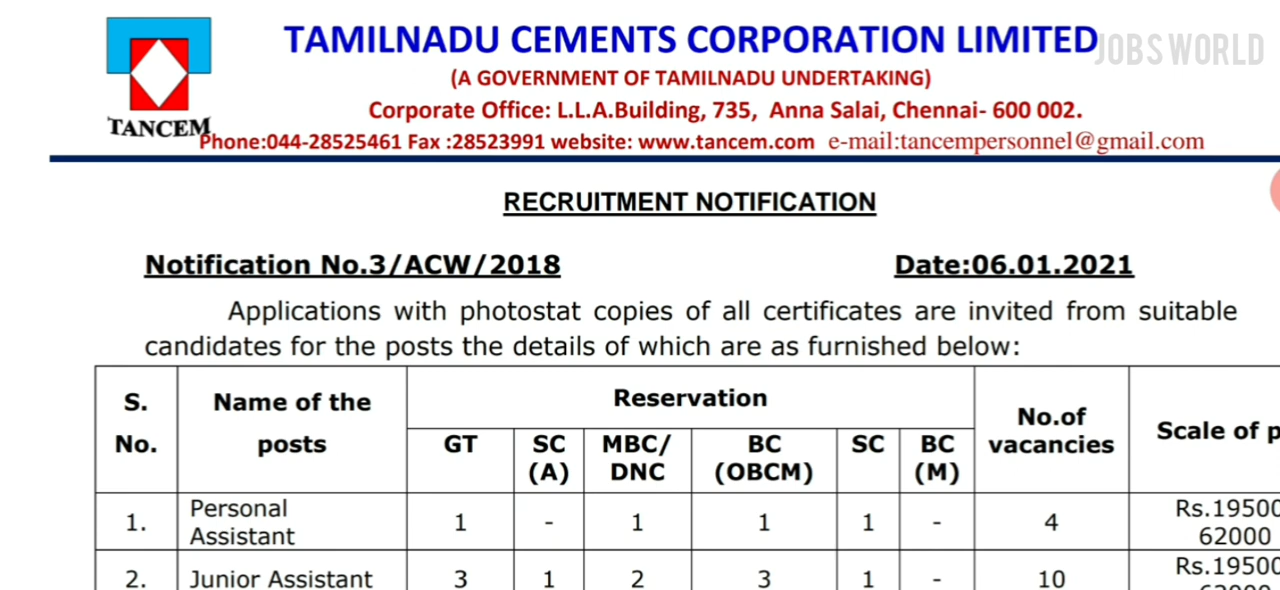 TAMILNADU CEMENTS CORPORATION LIMITED
JOBS WORLD
(A GOVERNMENT OF TAMILNADU UNDERTAKING)
Corporate Office: L.L.A.Building, 735, Anna Salai, Chennai- 600 002.
TANCEM
Phone:044-28525461 Fax :28523991 website: www.tancem.com e-mail:tancempersonnel@gmail.com
RECRUITMENT NOTIFICATION
Notification No.3/ACW/2018 Date:06.01.2021
Applications with photostat copies of all certificates are invited from suitable
candidates for the posts the details of which are as furnished below:
S. No. Name of the posts Reservation No.of vacancies Scale of p
GT SC (A) MBC/ DNC BC (OBCM) SC BC (M)
1. Personal Assistant 1 - 1 1 1 - 4 Rs.19500 62000
2. Junior Assistant 3 1 2 3 1 - 10 Rs.19500